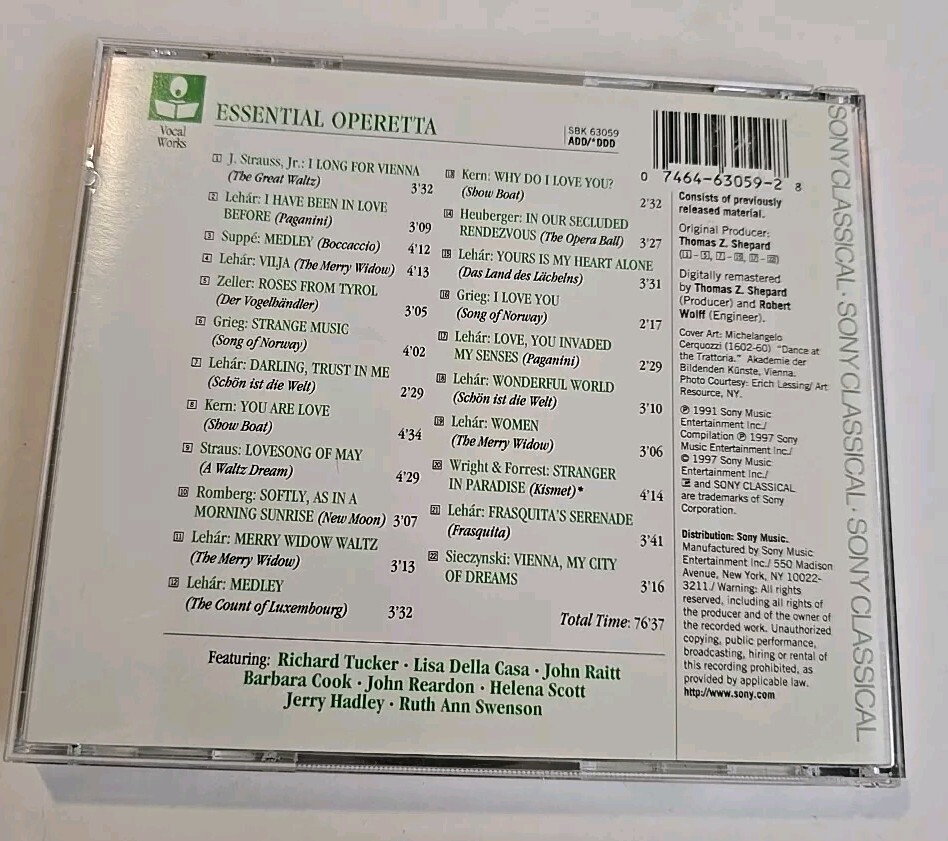 Vocal
Works
ESSENTIAL OPERETTA
SBK 63059
ADD/*DDD
0 7464-63059-2 8
1 J. Strauss, Jr.: I LONG FOR VIENNA
(The Great Waltz) 3'32
2 Lehár: I HAVE BEEN IN LOVE
BEFORE (Paganini) 3'09
3 Suppé: MEDLEY (Boccaccio) 4'12
4 Lehár: VILJA (The Merry Widow) 4'13
5 Zeller: ROSES FROM TYROL
(Der Vogelhändler) 3'05
6 Grieg: STRANGE MUSIC
(Song of Norway) 4'02
7 Lehár: DARLING, TRUST IN ME
(Schön ist die Welt) 2'29
8 Kern: YOU ARE LOVE
(Show Boat) 4'34
9 Straus: LOVESONG OF MAY
(A Waltz Dream) 4'29
10 Romberg: SOFTLY, AS IN A
MORNING SUNRISE (New Moon) 3'07
11 Lehár: MERRY WIDOW WALTZ
(The Merry Widow) 3'13
12 Lehár: MEDLEY
(The Count of Luxembourg) 3'32
13 Kern: WHY DO I LOVE YOU?
(Show Boat) 2'32
14 Heuberger: IN OUR SECLUDED
RENDEZVOUS (The Opera Ball) 3'27
15 Lehár: YOURS IS MY HEART ALONE
(Das Land des Lächelns) 3'31
16 Grieg: I LOVE YOU
(Song of Norway) 2'17
17 Lehár: LOVE, YOU INVADED
MY SENSES (Paganini) 2'29
18 Lehár: WONDERFUL WORLD
(Schön ist die Welt) 3'10
19 Lehár: WOMEN
(The Merry Widow) 3'06
20 Wright & Forrest: STRANGER
IN PARADISE (Kismet)* 4'14
21 Lehár: FRASQUITA'S SERENADE
(Frasquita) 3'41
22 Sieczynski: VIENNA, MY CITY
OF DREAMS 3'16
Total Time: 76'37
Featuring: Richard Tucker · Lisa Della Casa · John Raitt
Barbara Cook · John Reardon · Helena Scott
Jerry Hadley · Ruth Ann Swenson
Consists of previously
released material.
Original Producer:
Thomas Z. Shepard
Digitally remastered
by Thomas Z. Shepard
(Producer) and Robert
Wolff (Engineer).
Cover Art: Michelangelo
Cerquozzi (1602-60) "Dance at
the Trattoria." Akademie der
Bildenden Künste, Vienna.
Photo Courtesy: Erich Lessing/ Art
Resource, NY.
℗ 1991 Sony Music
Entertainment Inc./
Compilation ℗ 1997 Sony
Music Entertainment Inc./
© 1997 Sony Music
Entertainment Inc./
and SONY CLASSICAL
are trademarks of Sony
Corporation.
Distribution: Sony Music.
Manufactured by Sony Music
Entertainment Inc./ 550 Madison
Avenue, New York, NY, 10022-
3211./ Warning: All rights
reserved, including all rights of
the producer and of the owner of
the recorded work. Unauthorized
copying, public performance,
broadcasting, hiring or rental of
this recording prohibited, as
provided by applicable law.
http://www.sony.com
SONY CLASSICAL · SONY CLASSICAL · SONY CLASSICAL